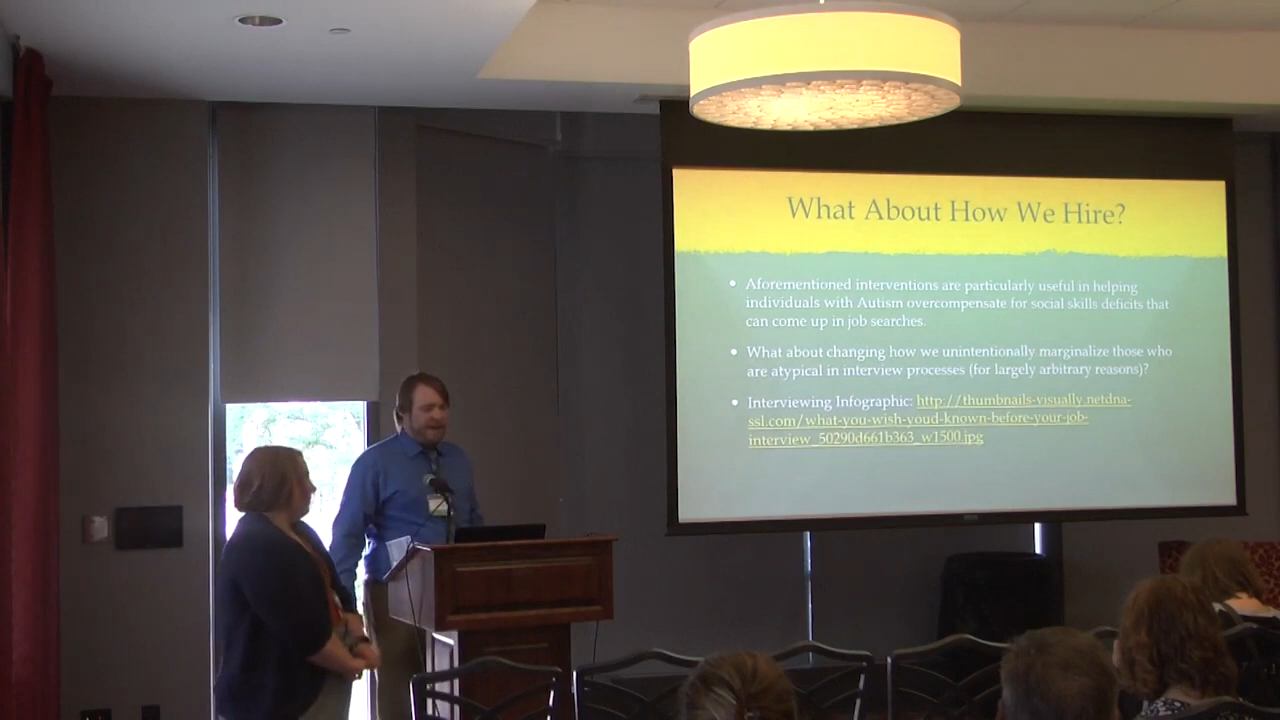 What About How We Hire?
• Aforementioned interventions are particularly useful in helping
individuals with Autism overcompensate for social skills deficits that
can come up in job searches.
• What about changing how we unintentionally marginalize those who
are atypical in interview processes (for largely arbitrary reasons)?
• Interviewing Infographic: http://thumbnails-visually.netdna-
ssl.com/what-you-wish-youd-known-before-your-job-
interview_50290d661b363_w1500.jpg